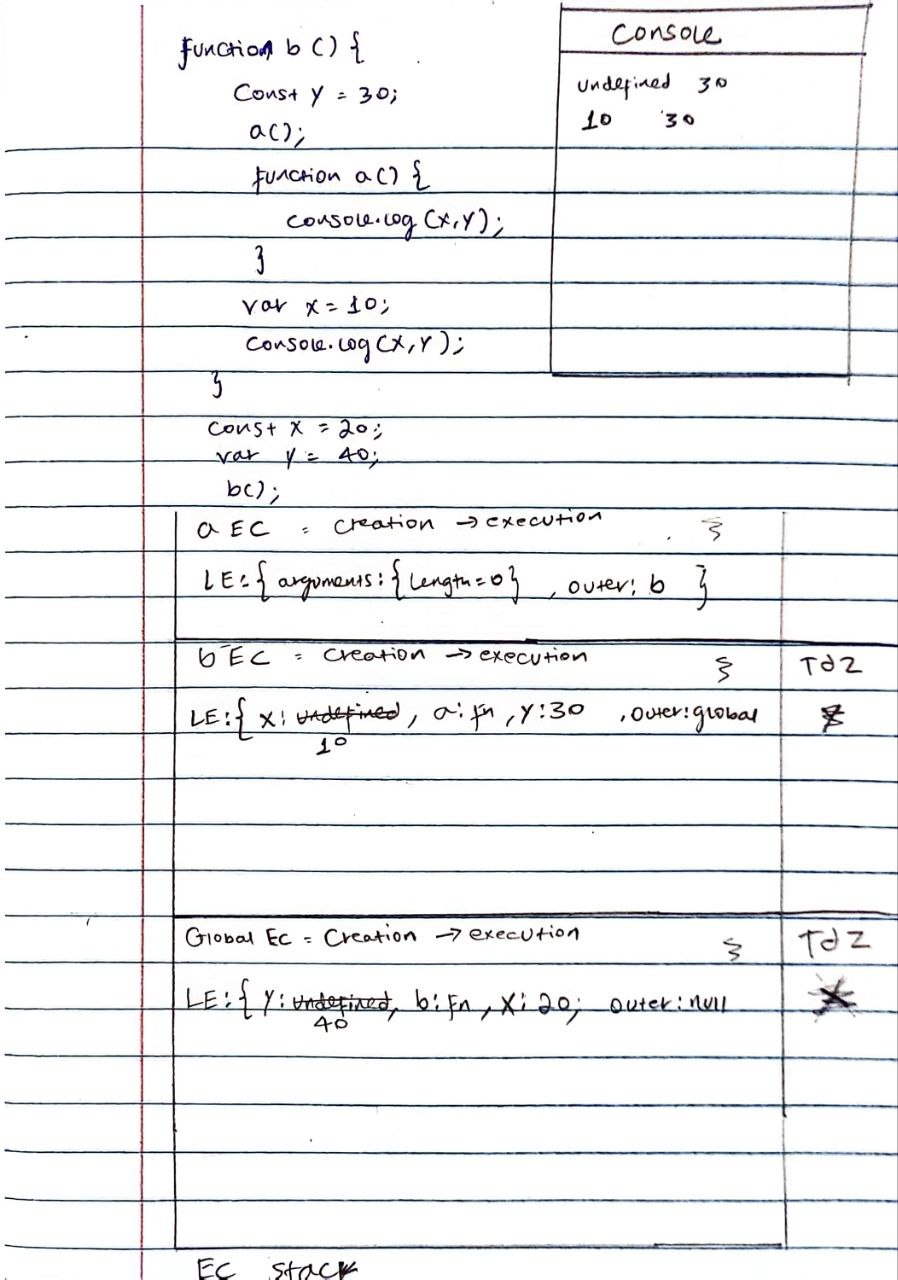 function b () {
Const y = 30;
a();
function a() {
console.log (x,y);
}
var x = 10;
console.log(x,y);
}
const x = 20;
var y = 40;
b();
Console
undefined 30
10 30
a EC = Creation → execution }
LE:{ arguments:{ length=0} , outer: b }
b EC = Creation → execution } TdZ
LE:{ x: undefined, a:fn , y:30 , outer:global
10
Global EC = Creation → execution } TdZ
LE:{ y: undefined, b:fn , x: 20; outer:null
40
EC stack